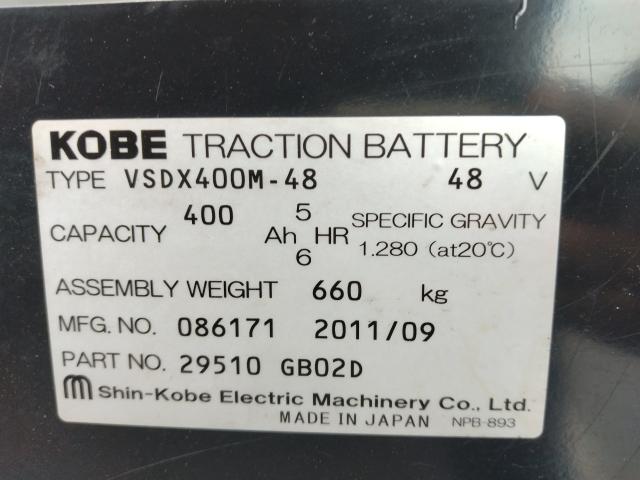 KOBE TRACTION BATTERY
TYPE VSDX400M-48 48 V
CAPACITY 400 Ah 5 6 HR SPECIFIC GRAVITY 1.280 (at20℃)
ASSEMBLY WEIGHT 660 kg
MFG. NO. 086171 2011/09
PART NO. 29510 GB02D
Shin-Kobe Electric Machinery Co., Ltd.
MADE IN JAPAN NPB-893